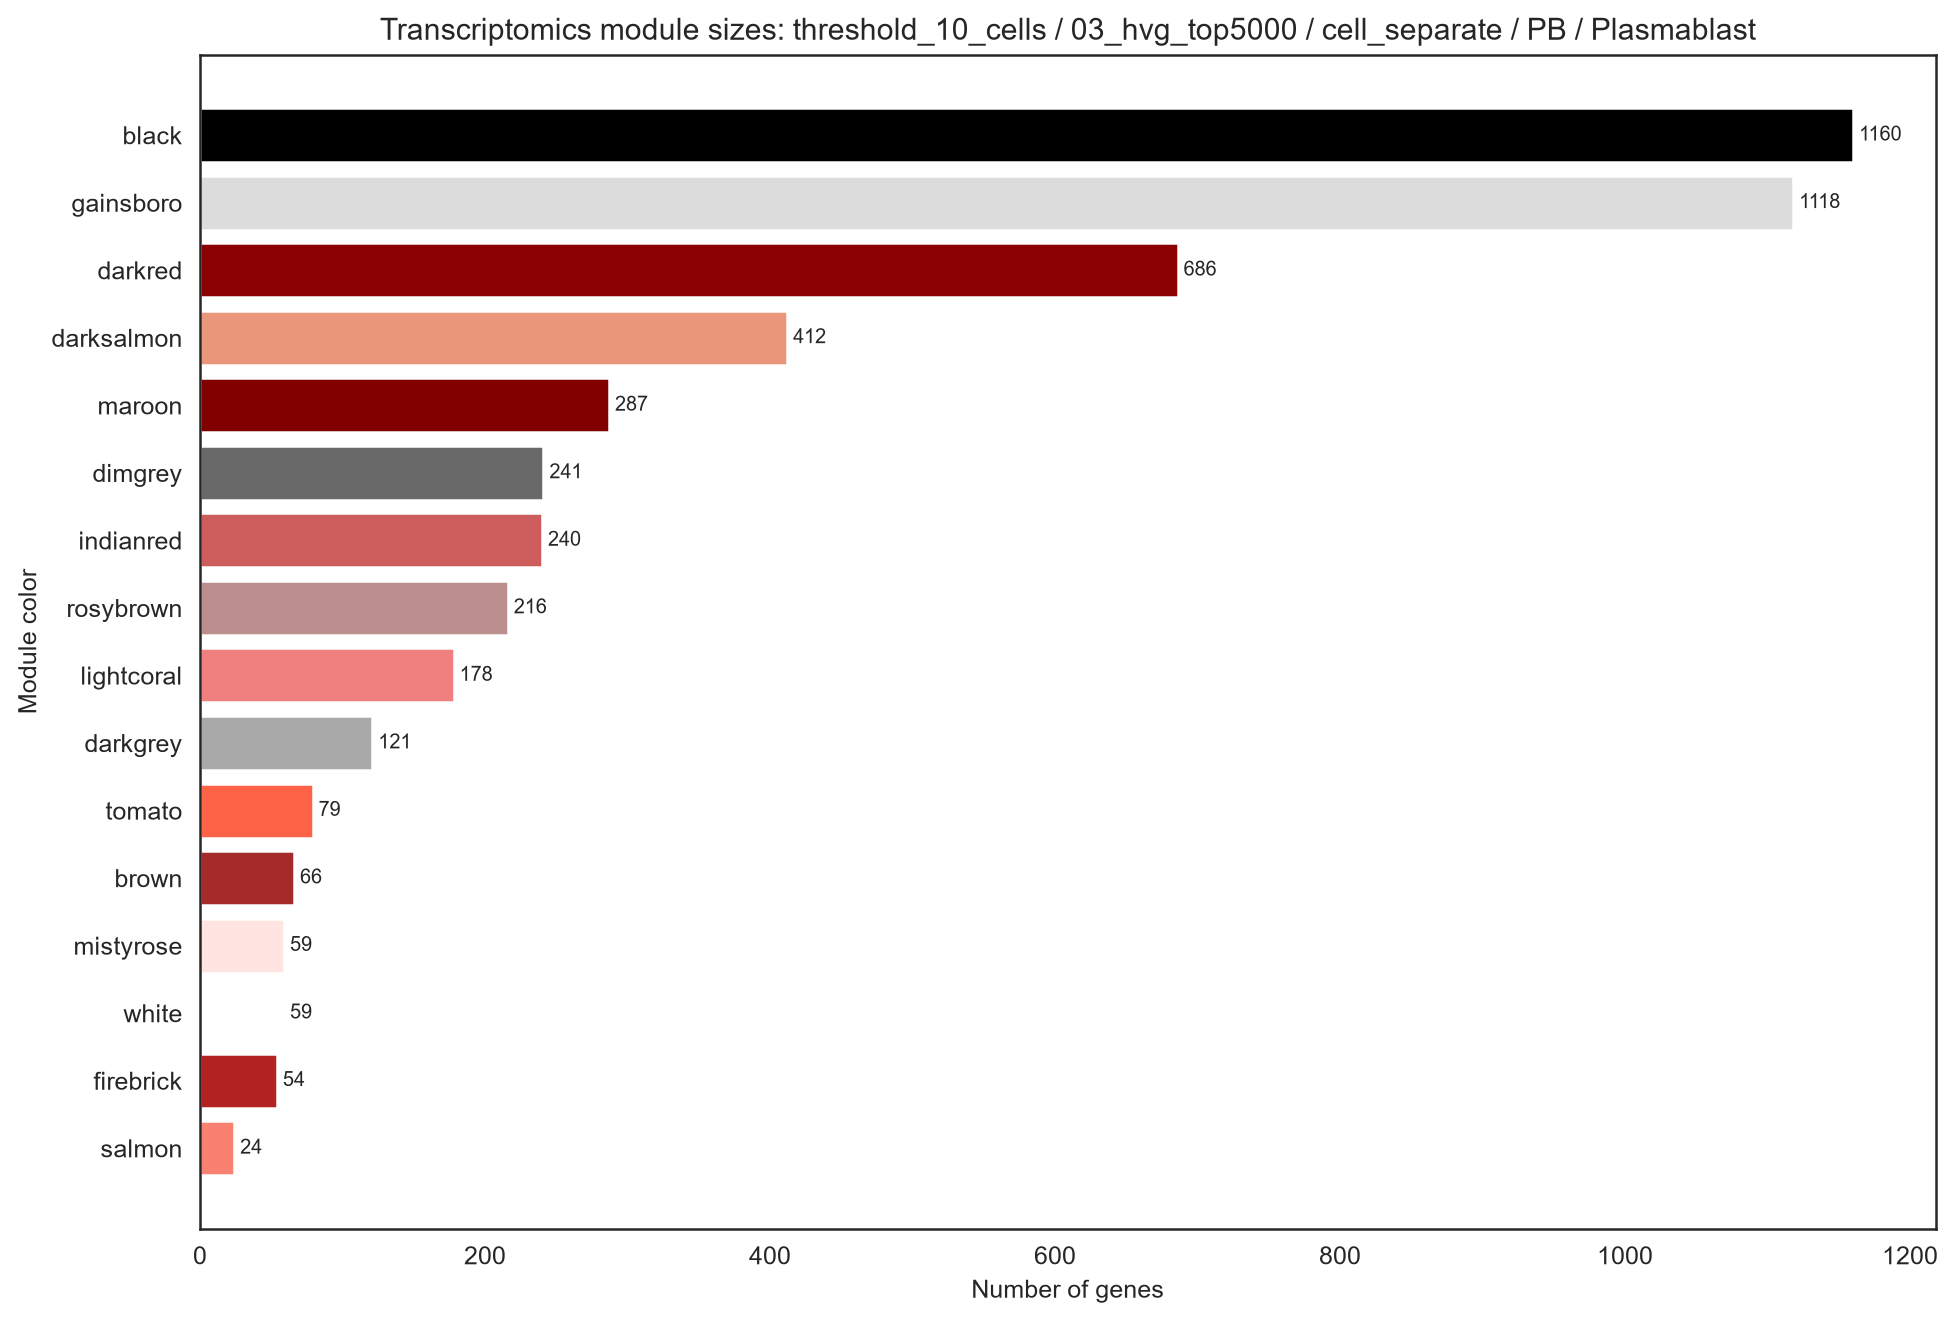 Transcriptomics module sizes: threshold_10_cells / 03_hvg_top5000 / cell_separate / PB / Plasmablast
Module color
black 1160
gainsboro 1118
darkred 686
darksalmon 412
maroon 287
dimgrey 241
indianred 240
rosybrown 216
lightcoral 178
darkgrey 121
tomato 79
brown 66
mistyrose 59
white 59
firebrick 54
salmon 24
0 200 400 600 800 1000 1200
Number of genes